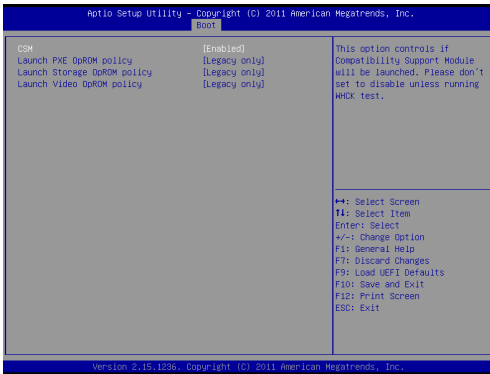 Aptio Setup Utility – Copyright (C) 2011 American Megatrends, Inc.
Boot
CSM [Enabled]
Launch PXE OpROM policy [Legacy only]
Launch Storage OpROM policy [Legacy only]
Launch Video OpROM policy [Legacy only]
This option controls if
Compatibility Support Module
will be launched. Please don't
set to disable unless running
WHCK test.
↔: Select Screen
↑↓: Select Item
Enter: Select
+/-: Change Option
F1: General Help
F7: Discard Changes
F9: Load UEFI Defaults
F10: Save and Exit
F12: Print Screen
ESC: Exit
Version 2.15.1236. Copyright (C) 2011 American Megatrends, Inc.